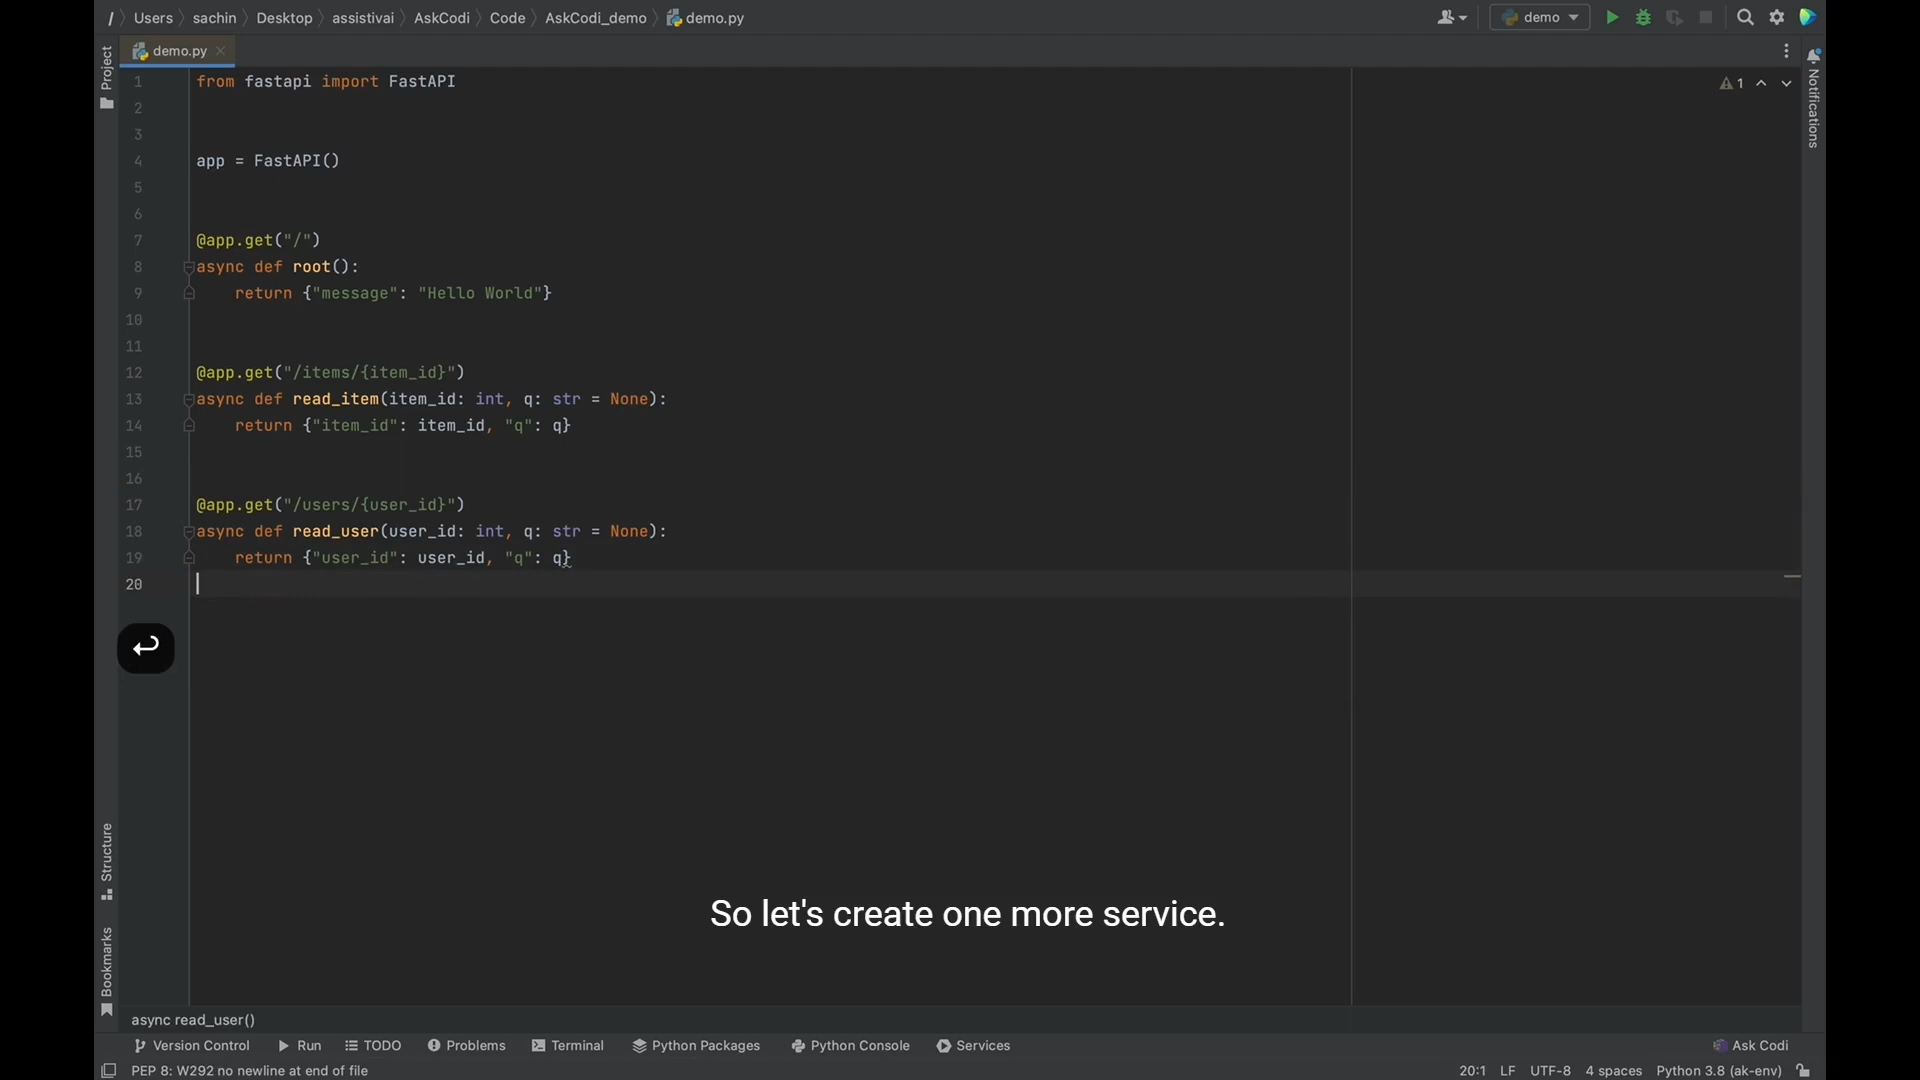 / Users sachin Desktop assistivai AskCodi Code AskCodi_demo demo.py
demo
demo.py
Project
Notifications
1
1 from fastapi import FastAPI
2
3
4 app = FastAPI()
5
6
7 @app.get("/")
8 async def root():
9     return {"message": "Hello World"}
10
11
12 @app.get("/items/{item_id}")
13 async def read_item(item_id: int, q: str = None):
14     return {"item_id": item_id, "q": q}
15
16
17 @app.get("/users/{user_id}")
18 async def read_user(user_id: int, q: str = None):
19     return {"user_id": user_id, "q": q}
20
Structure
Bookmarks
So let's create one more service.
async read_user()
Version Control Run TODO Problems Terminal Python Packages Python Console Services Ask Codi
PEP 8: W292 no newline at end of file 20:1 LF UTF-8 4 spaces Python 3.8 (ak-env)